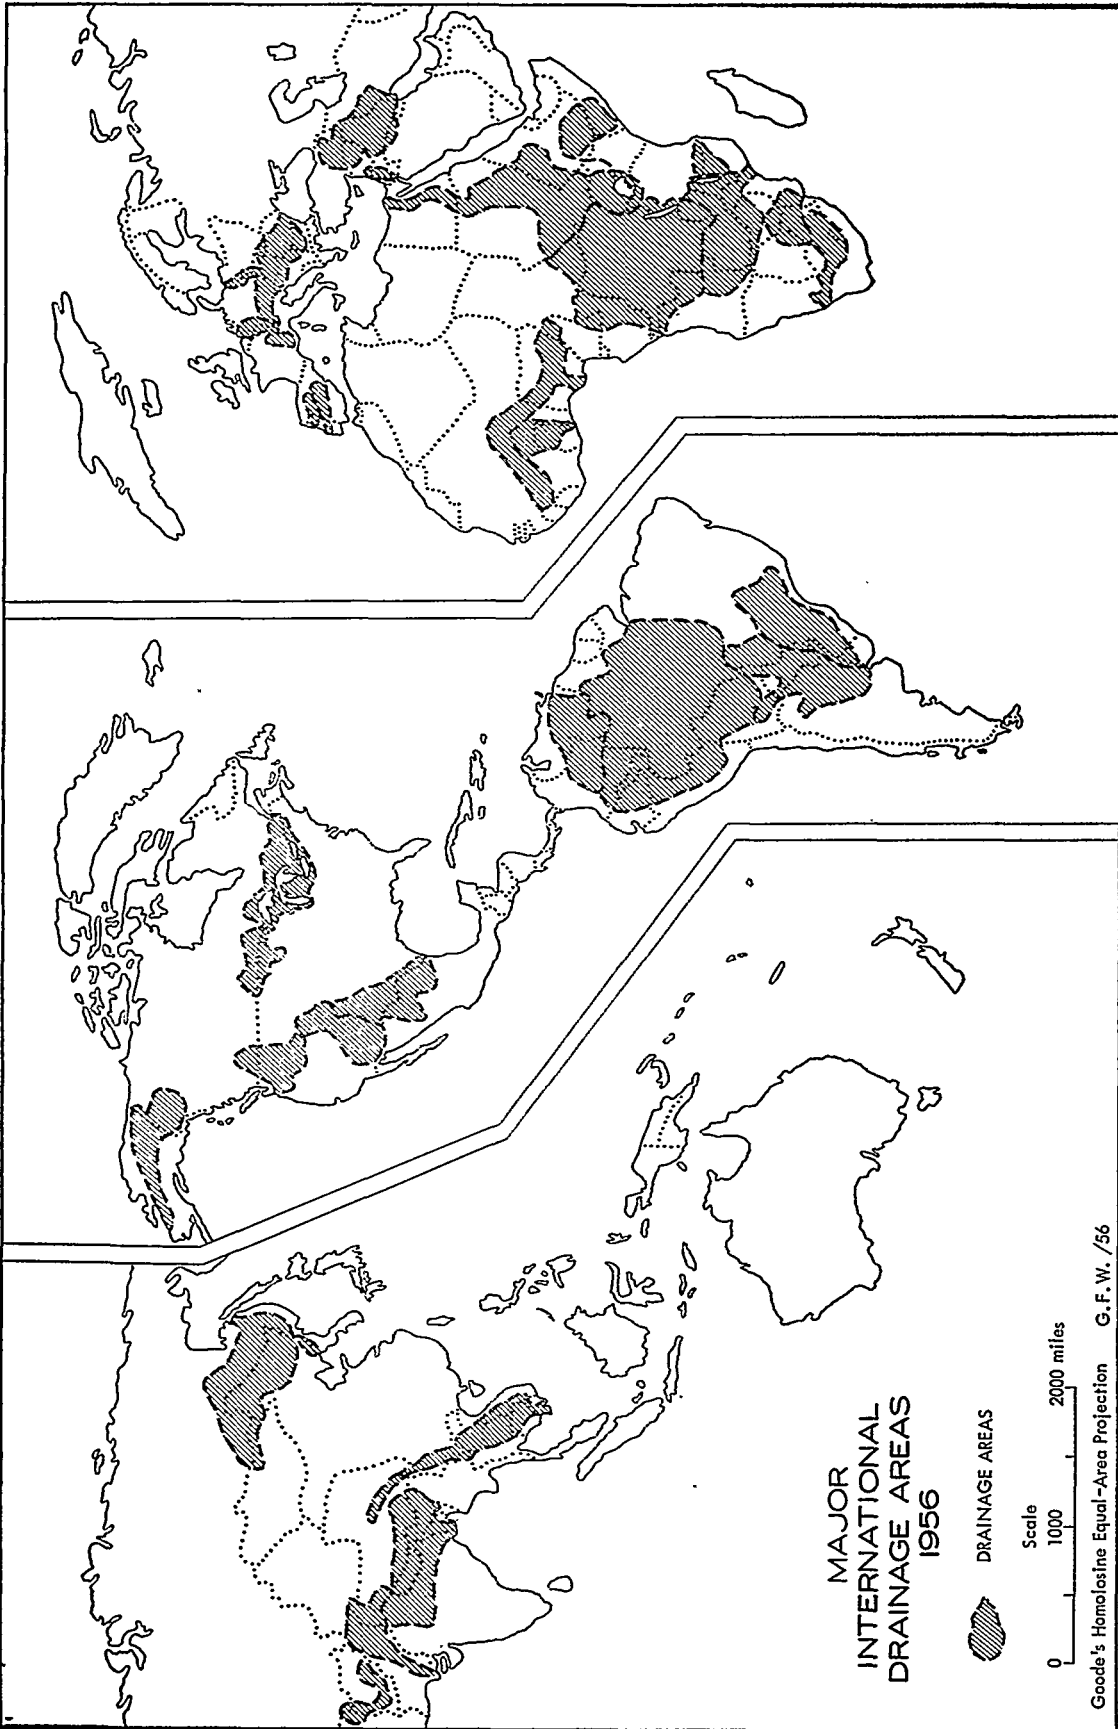 MAJOR
INTERNATIONAL
DRAINAGE AREAS
1956
DRAINAGE AREAS
Scale
0 1000 2000 miles
Goode's Homolosine Equal-Area Projection G.F.W./56